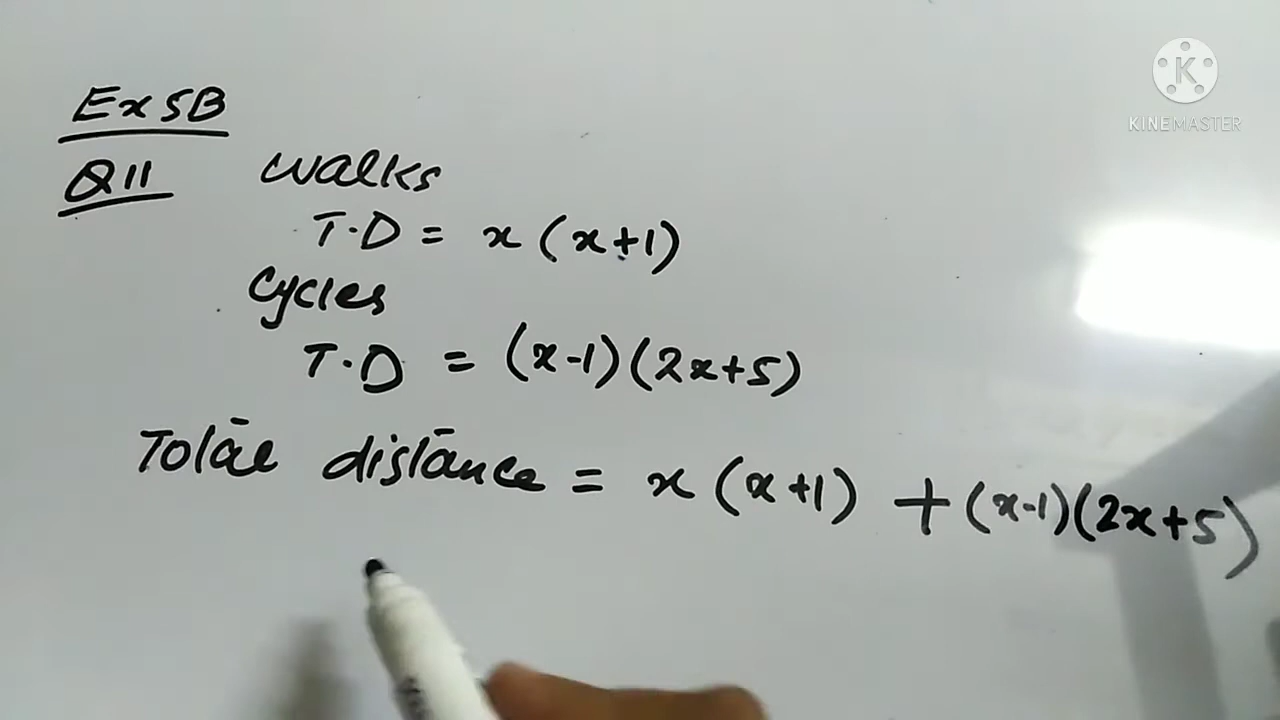 Ex 5B
Q11 walks
T.D = x (x+1)
Cycles
T.D = (x-1)(2x+5)
Total distance = x (x+1) + (x-1)(2x+5)
K
KINEMASTER